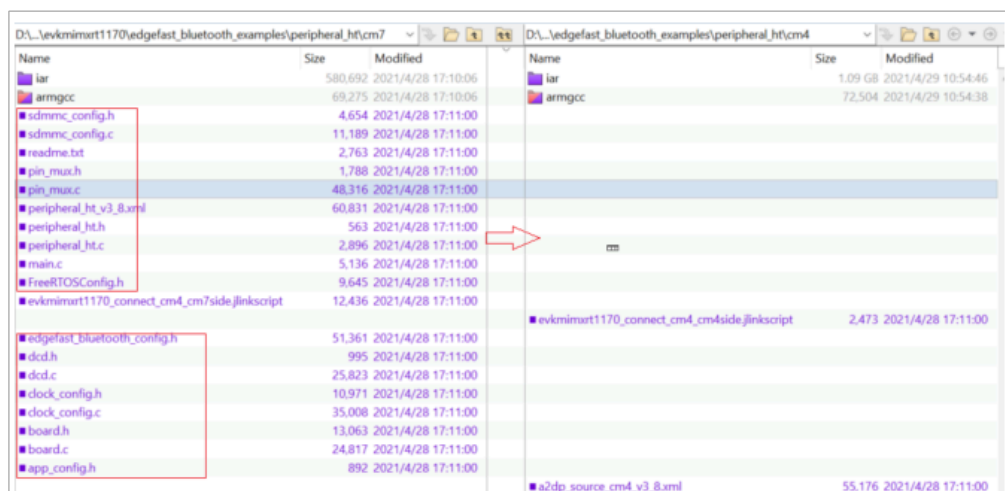 D:\...\evkmimxrt1170\edgefast_bluetooth_examples\peripheral_ht\cm7 D:\...\edgefast_bluetooth_examples\peripheral_ht\cm4
Name Size Modified Name Size Modified
iar 580,692 2021/4/28 17:10:06 iar 1.09 GB 2021/4/29 10:54:46
armgcc 69,275 2021/4/28 17:10:06 armgcc 72,504 2021/4/29 10:54:38
sdmmc_config.h 4,654 2021/4/28 17:11:00
sdmmc_config.c 11,189 2021/4/28 17:11:00
readme.txt 2,763 2021/4/28 17:11:00
pin_mux.h 1,788 2021/4/28 17:11:00
pin_mux.c 48,316 2021/4/28 17:11:00
peripheral_ht_v3_8.xml 60,831 2021/4/28 17:11:00
peripheral_ht.h 563 2021/4/28 17:11:00
peripheral_ht.c 2,896 2021/4/28 17:11:00
main.c 5,136 2021/4/28 17:11:00
FreeRTOSConfig.h 9,645 2021/4/28 17:11:00
evkmimxrt1170_connect_cm4_cm7side.jlinkscript 12,436 2021/4/28 17:11:00
evkmimxrt1170_connect_cm4_cm4side.jlinkscript 2,473 2021/4/28 17:11:00
edgefast_bluetooth_config.h 51,361 2021/4/28 17:11:00
dcd.h 995 2021/4/28 17:11:00
dcd.c 25,823 2021/4/28 17:11:00
clock_config.h 10,971 2021/4/28 17:11:00
clock_config.c 35,008 2021/4/28 17:11:00
board.h 13,063 2021/4/28 17:11:00
board.c 24,817 2021/4/28 17:11:00
app_config.h 892 2021/4/28 17:11:00
a2dp_source_cm4_v3_8.xml 55,176 2021/4/28 17:11:00